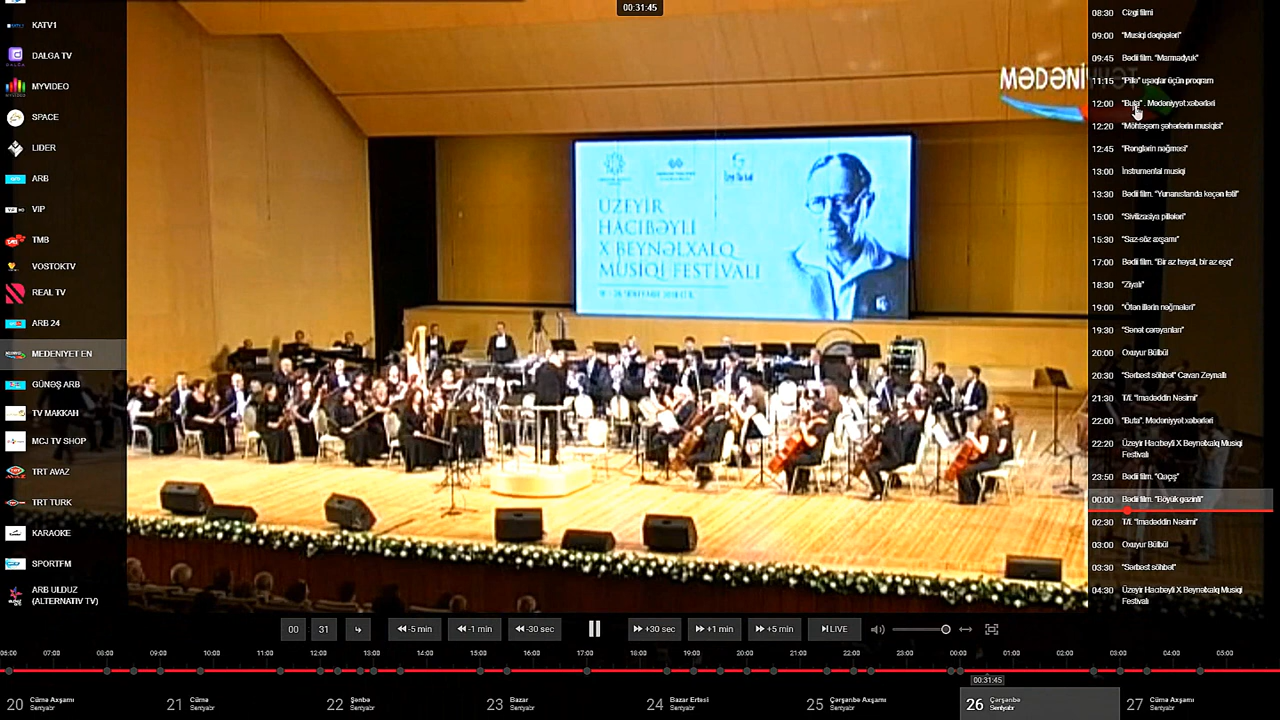 00:31:45
KATV1
DALGA TV
MYVIDEO
SPACE
LIDER
ARB
VIP
TMB
VOSTOKTV
REAL TV
ARB 24
MEDENIYET EN
GÜNƏŞ ARB
TV MAKKAH
MCJ TV SHOP
TRT AVAZ
TRT TURK
KARAOKE
SPORTFM
ARB ULDUZ
(ALTERNATIV TV)
ÜZEYİR
HACIBƏYLİ
X BEYNƏLXALQ
MUSİQİ FESTİVALI
08:30 Cizgi filmi
09:00 "Musiqi dəqiqələri"
09:45 Bədii film. "Marmadyuk"
11:15 "Pilə" uşaqlar üçün proqram
12:00 "Buta" . Mədəniyyət xəbərləri
12:20 "Möhtəşəm şəhərlərin musiqisi"
12:45 "Rənglərin nəğməsi"
13:00 İnstrumental musiqi
13:30 Bədii film. "Yunanıstanda keçən tətil"
15:00 "Sivilizasiya pillələri"
15:30 "Saz-söz axşamı"
17:00 Bədii film. "Bir az həyat, bir az eşq"
18:30 "Ziyalı"
19:00 "Ötən illərin nəğmələri"
19:30 "Sənət cərəyanları"
20:00 Oxuyur Bülbül
20:30 "Sərbəst söhbət" Cavan Zeynallı
21:30 T/t. "İmadəddin Nəsimi"
22:00 "Buta". Mədəniyyət xəbərləri
22:20 Üzeyir Hacıbəyli X Beynəlxalq Musiqi
Festivalı
23:50 Bədii film. "Qaçış"
00:00 Bədii film. "Böyük gəzinti"
02:30 T/t. "İmadəddin Nəsimi"
03:00 Oxuyur Bülbül
03:30 "Sərbəst söhbət"
04:30 Üzeyir Hacıbəyli X Beynəlxalq Musiqi
Festivalı
00 31 -5 min -1 min -30 sec +30 sec +1 min +5 min LIVE
06:00 07:00 08:00 09:00 10:00 11:00 12:00 13:00 14:00 15:00 16:00 17:00 18:00 19:00 20:00 21:00 22:00 23:00 00:00 01:00 02:00 03:00 04:00 05:00
00:31:45
20 Cümə Axşamı Sentyabr
21 Cümə Sentyabr
22 Şənbə Sentyabr
23 Bazar Sentyabr
24 Bazar Ertəsi Sentyabr
25 Çərşənbə Axşamı Sentyabr
26 Çərşənbə Sentyabr
27 Cümə Axşamı Sentyabr